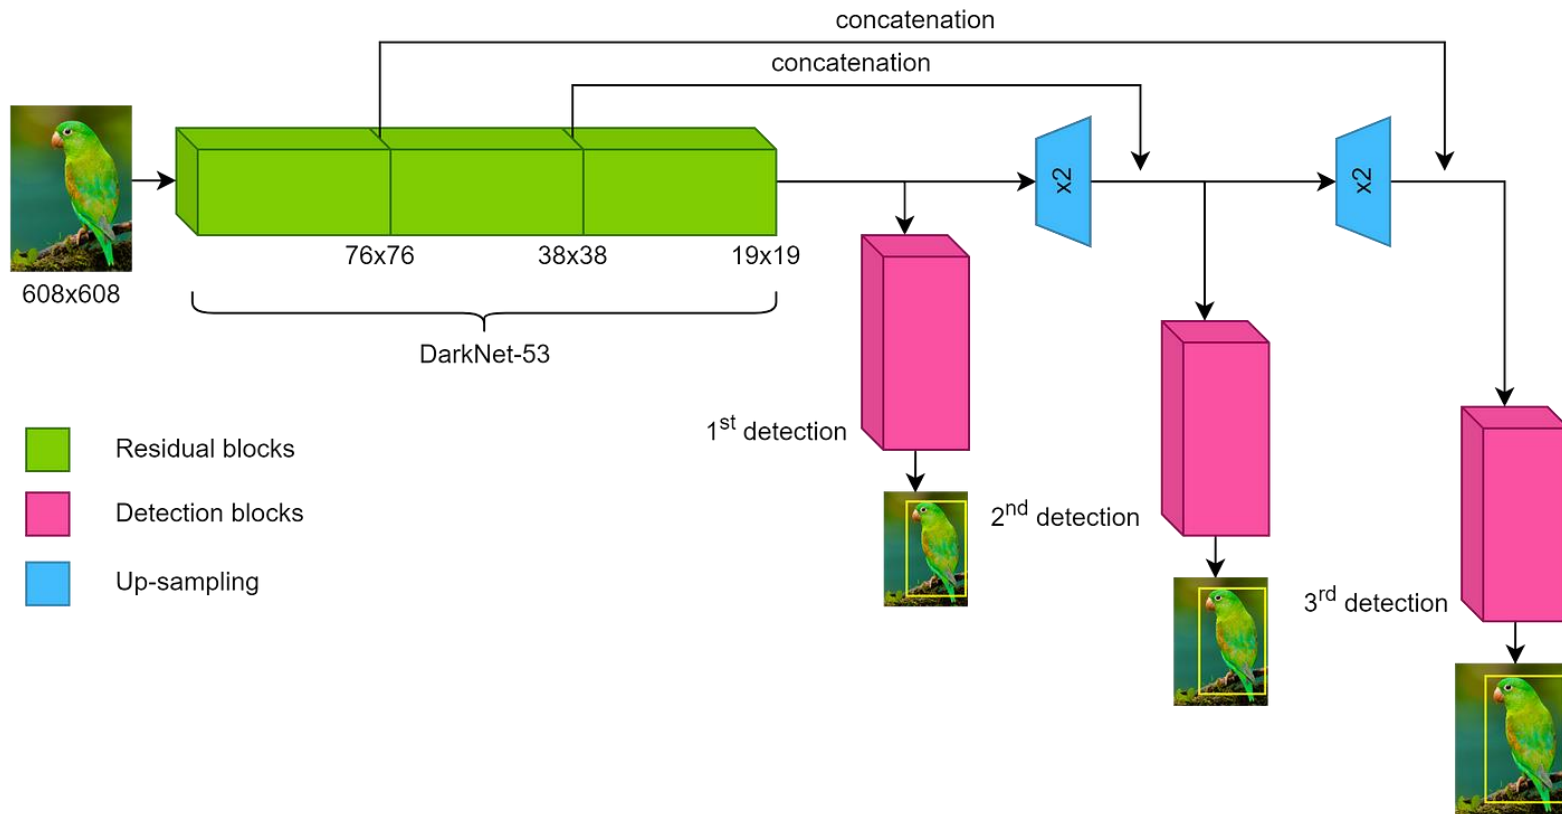 concatenation
concatenation
x2
x2
76x76
38x38
19x19
608x608
DarkNet-53
1st detection
Residual blocks
Detection blocks
2nd detection
Up-sampling
3rd detection